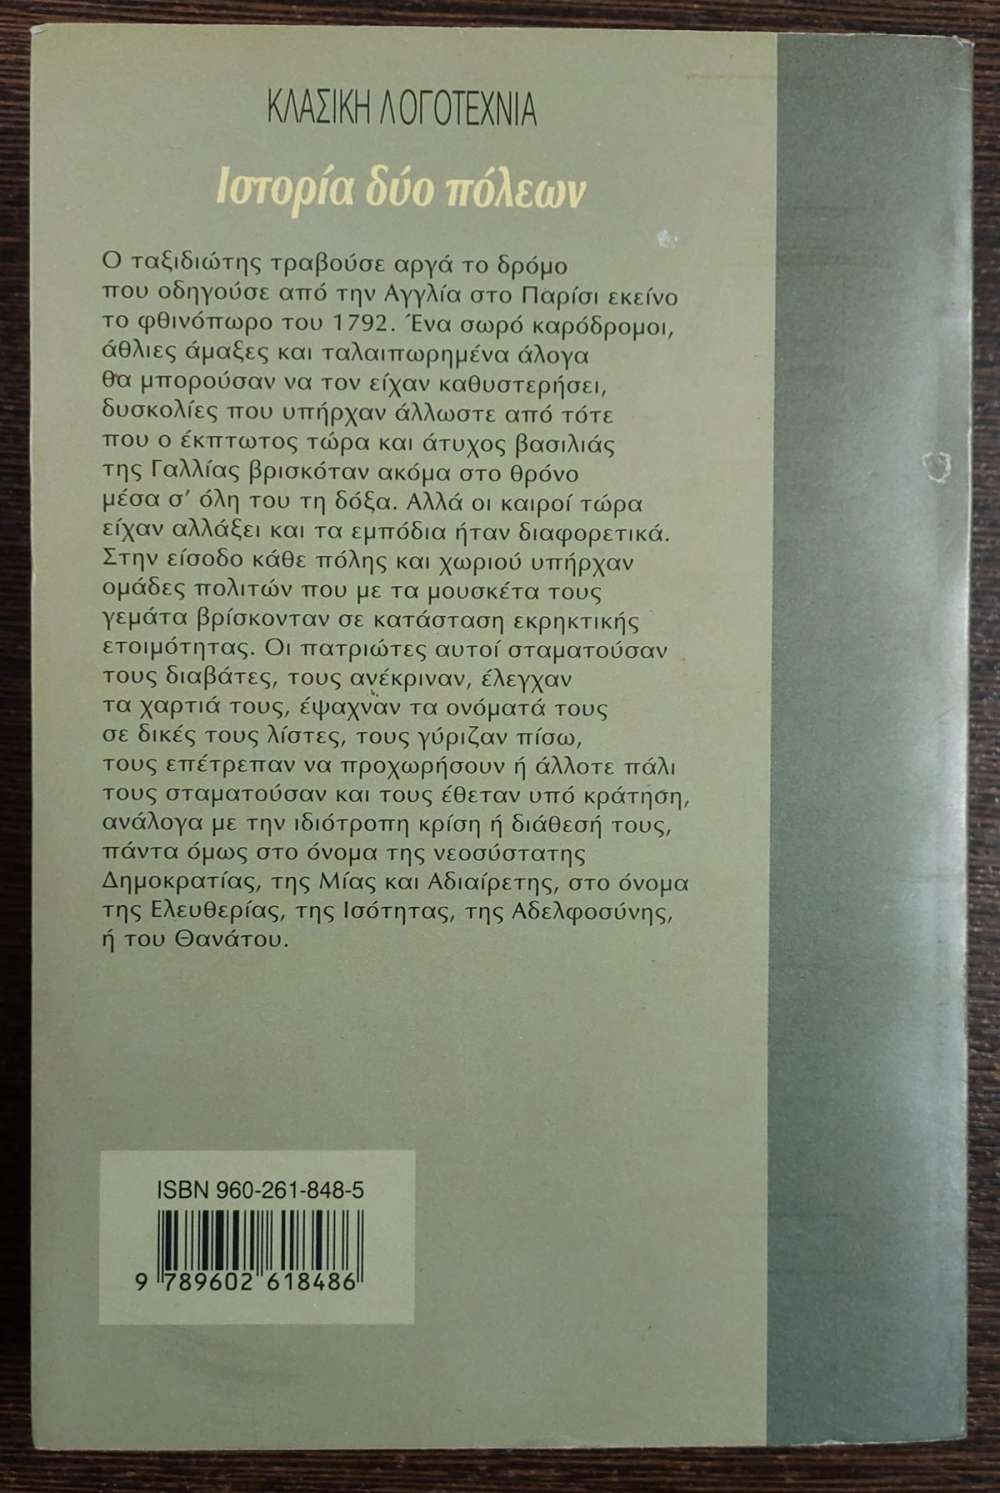 ΚΛΑΣΙΚΗ ΛΟΓΟΤΕΧΝΙΑ
Ιστορία δύο πόλεων
Ο ταξιδιώτης τραβούσε αργά το δρόμο
που οδηγούσε από την Αγγλία στο Παρίσι εκείνο
το φθινόπωρο του 1792. Ένα σωρό καρόδρομοι,
άθλιες άμαξες και ταλαιπωρημένα άλογα
θα μπορούσαν να τον είχαν καθυστερήσει,
δυσκολίες που υπήρχαν άλλωστε από τότε
που ο έκπτωτος τώρα και άτυχος βασιλιάς
της Γαλλίας βρισκόταν ακόμα στο θρόνο
μέσα σ' όλη του τη δόξα. Αλλά οι καιροί τώρα
είχαν αλλάξει και τα εμπόδια ήταν διαφορετικά.
Στην είσοδο κάθε πόλης και χωριού υπήρχαν
ομάδες πολιτών που με τα μουσκέτα τους
γεμάτα βρίσκονταν σε κατάσταση εκρηκτικής
ετοιμότητας. Οι πατριώτες αυτοί σταματούσαν
τους διαβάτες, τους ανέκριναν, έλεγχαν
τα χαρτιά τους, έψαχναν τα ονόματά τους
σε δικές τους λίστες, τους γύριζαν πίσω,
τους επέτρεπαν να προχωρήσουν ή άλλοτε πάλι
τους σταματούσαν και τους έθεταν υπό κράτηση,
ανάλογα με την ιδιότροπη κρίση ή διάθεσή τους,
πάντα όμως στο όνομα της νεοσύστατης
Δημοκρατίας, της Μίας και Αδιαίρετης, στο όνομα
της Ελευθερίας, της Ισότητας, της Αδελφοσύνης,
ή του Θανάτου.
ISBN 960-261-848-5
9 789602 618486